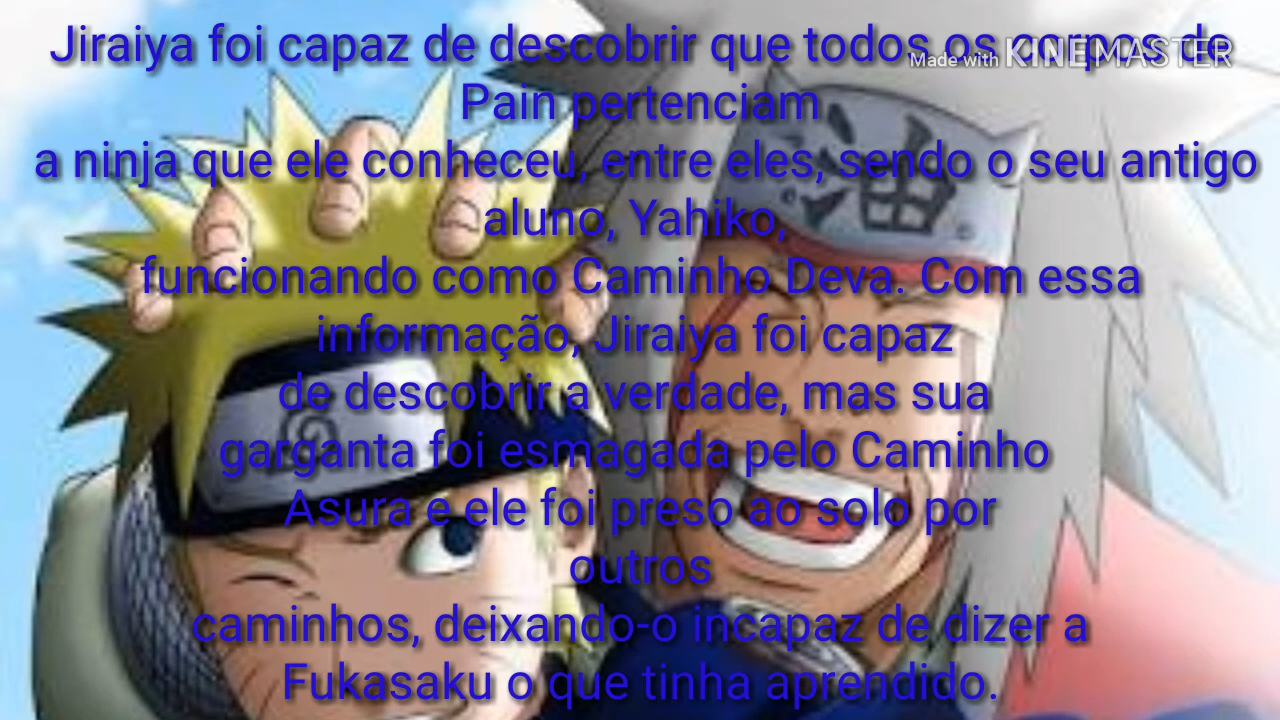 Jiraiya foi capaz de descobrir que todos os corpos de
Made with KINEMASTER
Pain pertenciam
a ninja que ele conheceu, entre eles, sendo o seu antigo
aluno, Yahiko,
funcionando como Caminho Deva. Com essa
informação, Jiraiya foi capaz
de descobrir a verdade, mas sua
garganta foi esmagada pelo Caminho
Asura e ele foi preso ao solo por
outros
caminhos, deixando-o incapaz de dizer a
Fukasaku o que tinha aprendido.
油